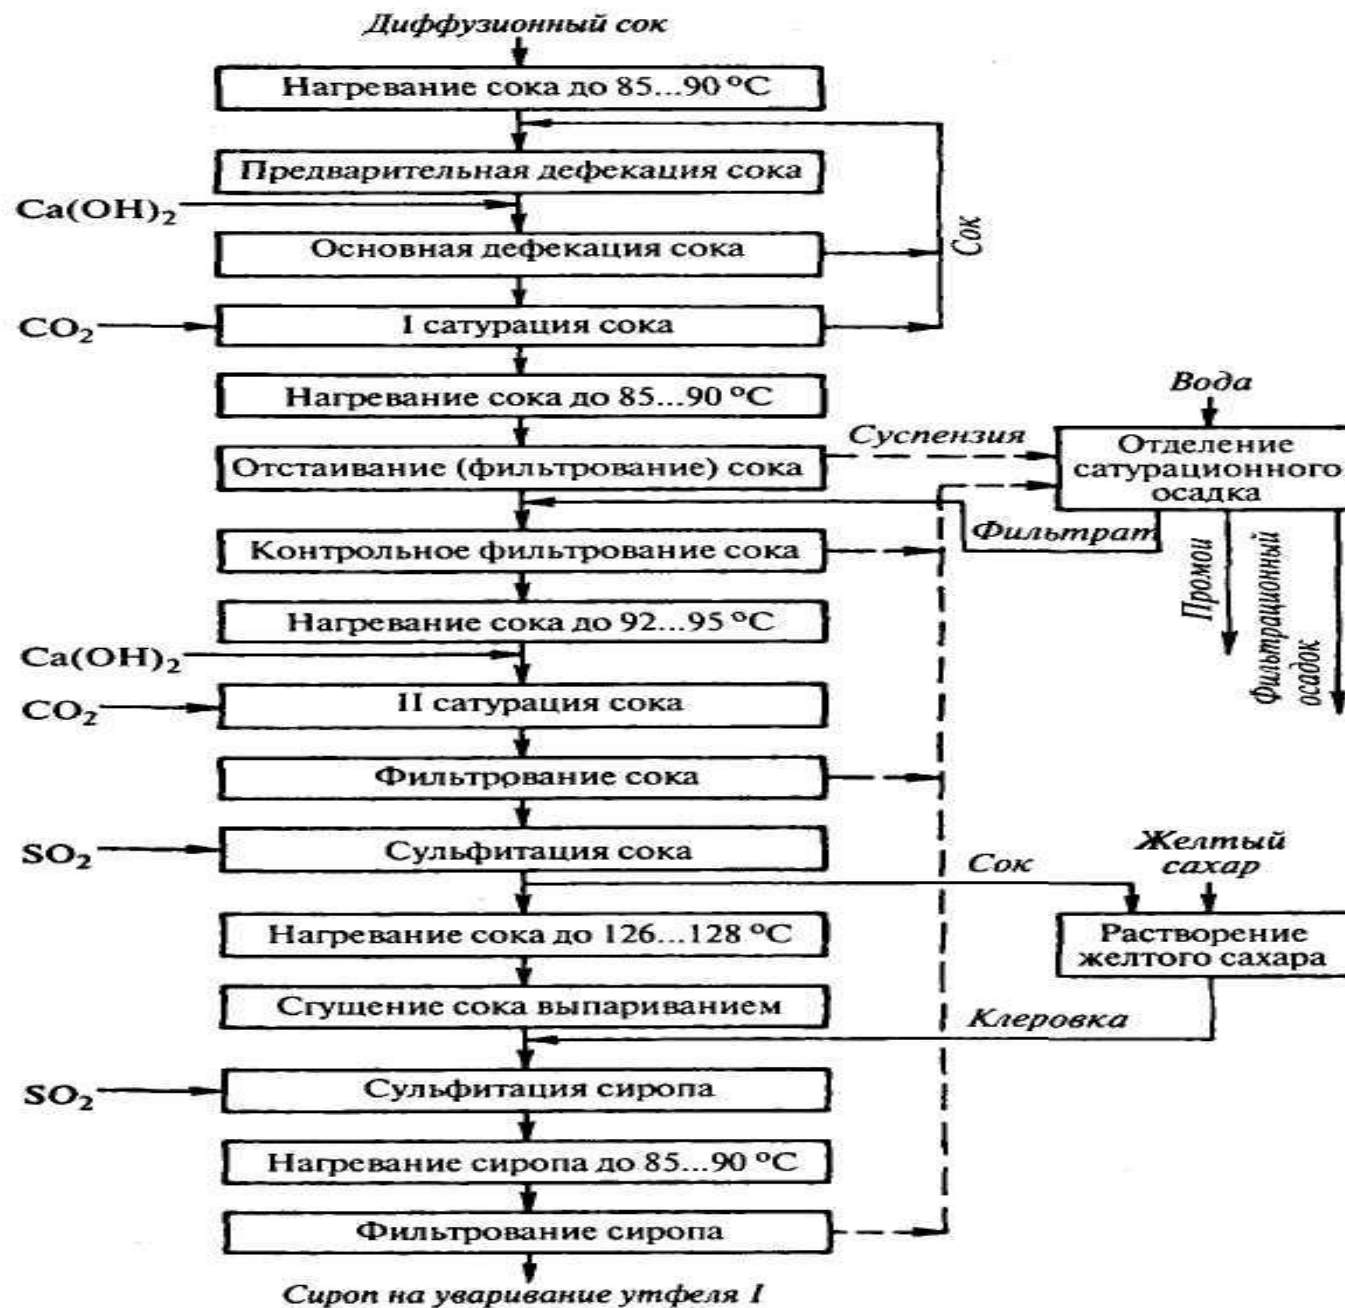 Диффузионный сок
Нагревание сока до 85...90 °C
Предварительная дефекация сока
Ca(OH)₂
Основная дефекация сока
Сок
CO₂
I сатурация сока
Нагревание сока до 85...90 °C
Вода
Суспензия
Отстаивание (фильтрование) сока
Отделение
сатурационного
осадка
Фильтрат
Контрольное фильтрование сока
Промои
Фильтрационный
осадок
Нагревание сока до 92...95 °C
Ca(OH)₂
CO₂
II сатурация сока
Фильтрование сока
SO₂
Сульфитация сока
Сок
Желтый
сахар
Нагревание сока до 126...128 °C
Растворение
желтого сахара
Сгущение сока выпариванием
Клеровка
SO₂
Сульфитация сиропа
Нагревание сиропа до 85...90 °C
Фильтрование сиропа
Сироп на уваривание утфеля I